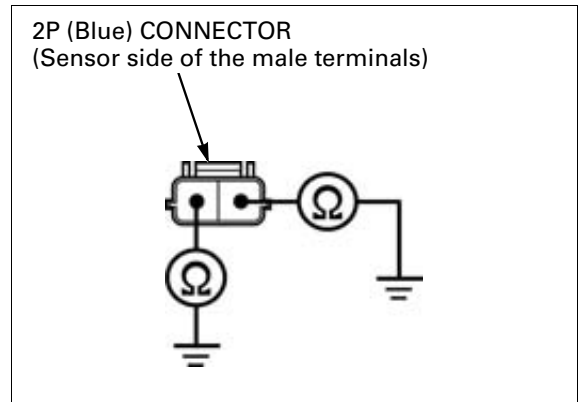 2P (Blue) CONNECTOR
(Sensor side of the male terminals)
Ω
Ω